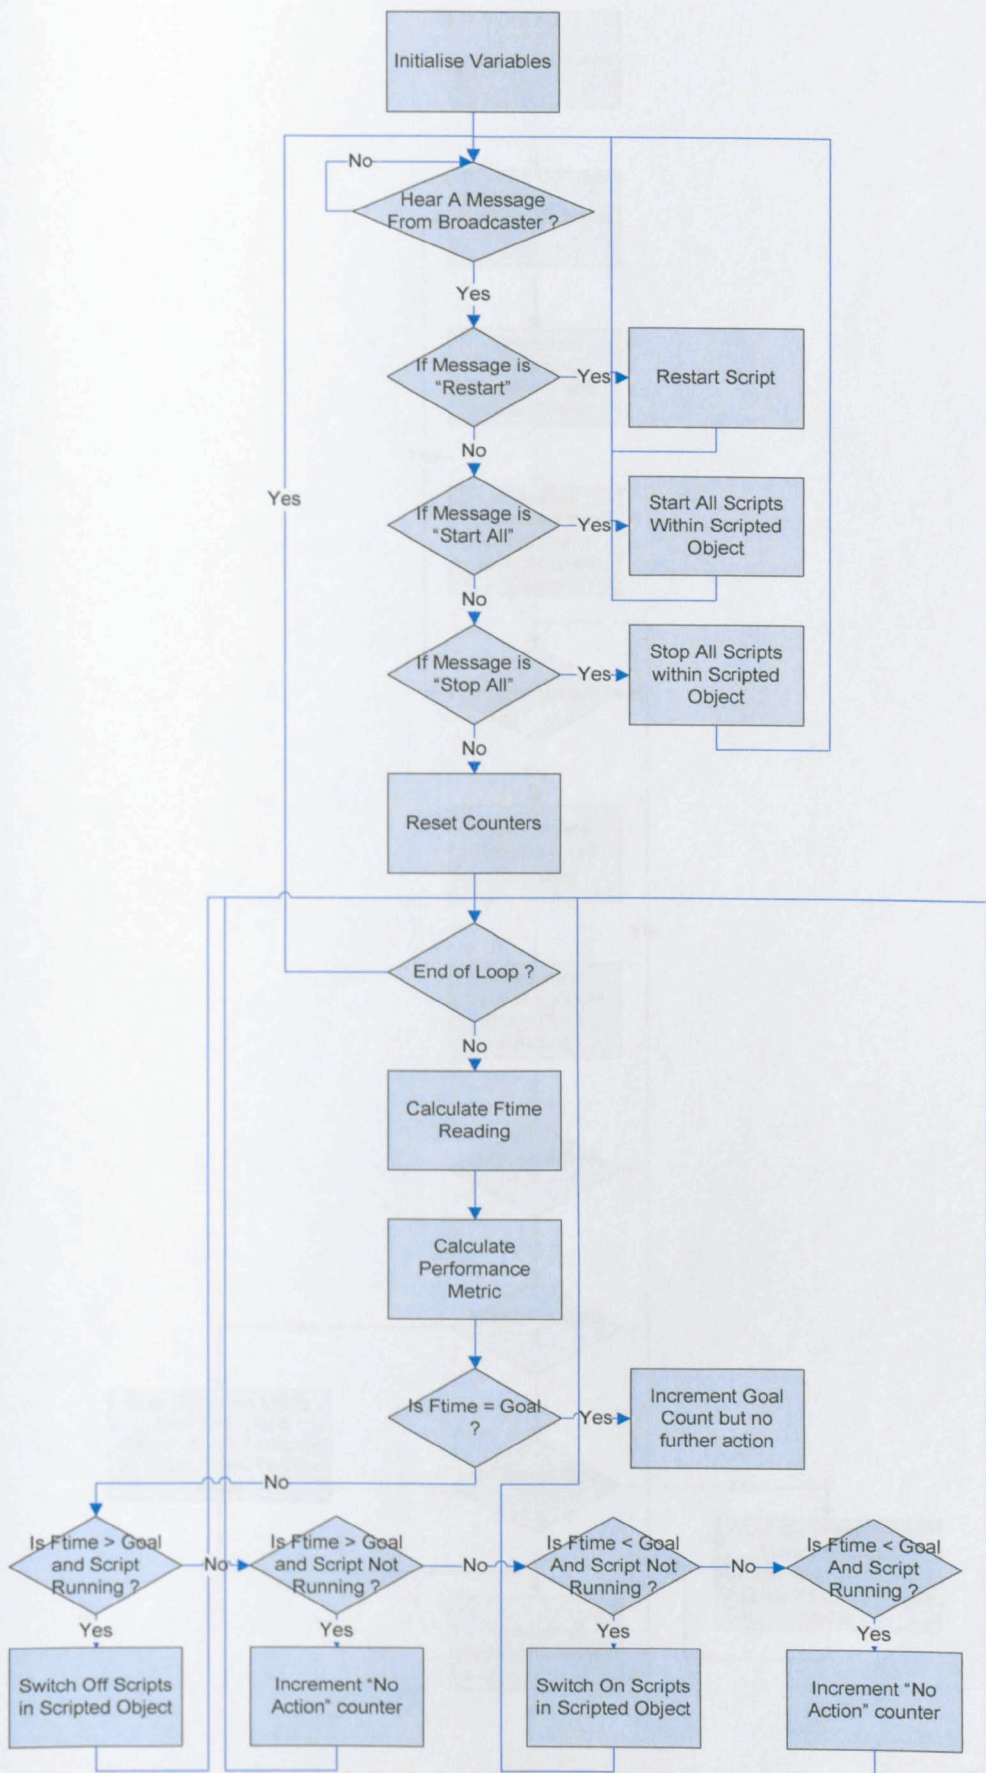 Initialise Variables
No
Hear A Message
From Broadcaster ?
Yes
If Message is
"Restart"
Yes
Restart Script
No
Yes
If Message is
"Start All"
Yes
Start All Scripts
Within Scripted
Object
No
If Message is
"Stop All"
Yes
Stop All Scripts
within Scripted
Object
No
Reset Counters
End of Loop ?
No
Calculate Ftime
Reading
Calculate
Performance
Metric
Is Ftime = Goal
?
Yes
Increment Goal
Count but no
further action
No
Is Ftime > Goal
and Script
Running ?
No
Is Ftime > Goal
and Script Not
Running ?
No
Is Ftime < Goal
And Script Not
Running ?
No
Is Ftime < Goal
And Script
Running ?
Yes
Yes
Yes
Yes
Switch Off Scripts
in Scripted Object
Increment "No
Action" counter
Switch On Scripts
in Scripted Object
Increment "No
Action" counter